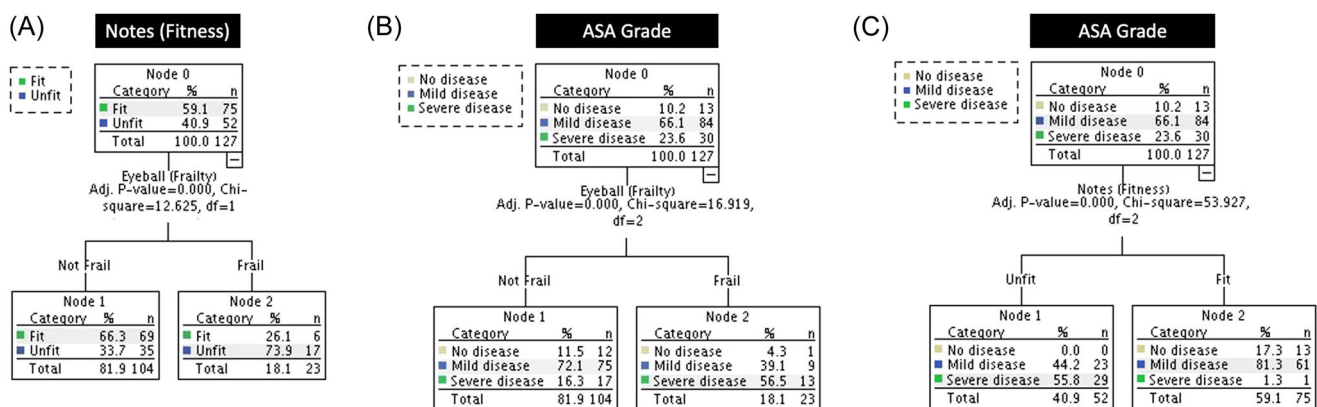 (A)
Notes (Fitness)
Fit
Unfit
Node 0
Category % n
Fit 59.1 75
Unfit 40.9 52
Total 100.0 127
Eyeball (Frailty)
Adj. P-value=0.000, Chi-
square=12.625, df=1
Not Frail
Frail
Node 1
Category % n
Fit 66.3 69
Unfit 33.7 35
Total 81.9 104
Node 2
Category % n
Fit 26.1 6
Unfit 73.9 17
Total 18.1 23
(B)
ASA Grade
No disease
Mild disease
Severe disease
Node 0
Category % n
No disease 10.2 13
Mild disease 66.1 84
Severe disease 23.6 30
Total 100.0 127
Eyeball (Frailty)
Adj. P-value=0.000, Chi-square=16.919,
df=2
Not Frail
Frail
Node 1
Category % n
No disease 11.5 12
Mild disease 72.1 75
Severe disease 16.3 17
Total 81.9 104
Node 2
Category % n
No disease 4.3 1
Mild disease 39.1 9
Severe disease 56.5 13
Total 18.1 23
(C)
ASA Grade
No disease
Mild disease
Severe disease
Node 0
Category % n
No disease 10.2 13
Mild disease 66.1 84
Severe disease 23.6 30
Total 100.0 127
Notes (Fitness)
Adj. P-value=0.000, Chi-square=53.927,
df=2
Unfit
Fit
Node 1
Category % n
No disease 0.0 0
Mild disease 44.2 23
Severe disease 55.8 29
Total 40.9 52
Node 2
Category % n
No disease 17.3 13
Mild disease 81.3 61
Severe disease 1.3 1
Total 59.1 75